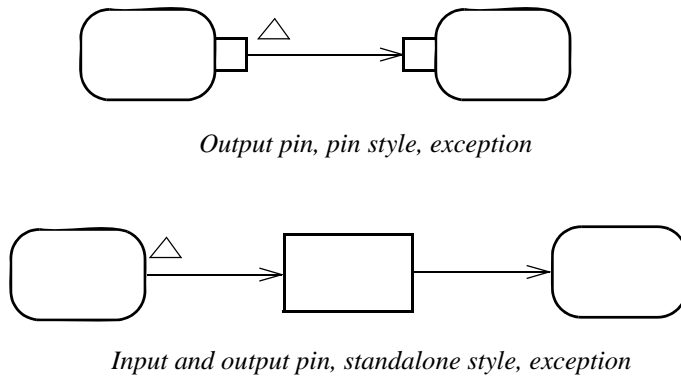 Output pin, pin style, exception
Input and output pin, standalone style, exception